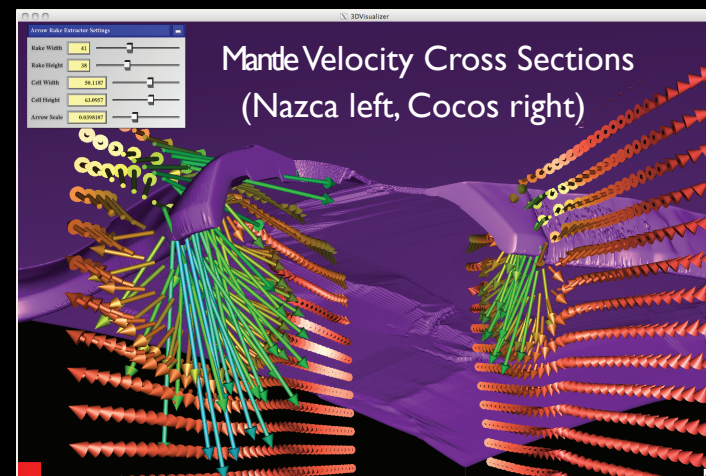 3DVisualizer
Arrow Rake Extractor Settings
Rake Width 41
Rake Height 38
Cell Width 50.1187
Cell Height 63.0957
Arrow Scale 0.0398107
Mantle Velocity Cross Sections
(Nazca left, Cocos right)